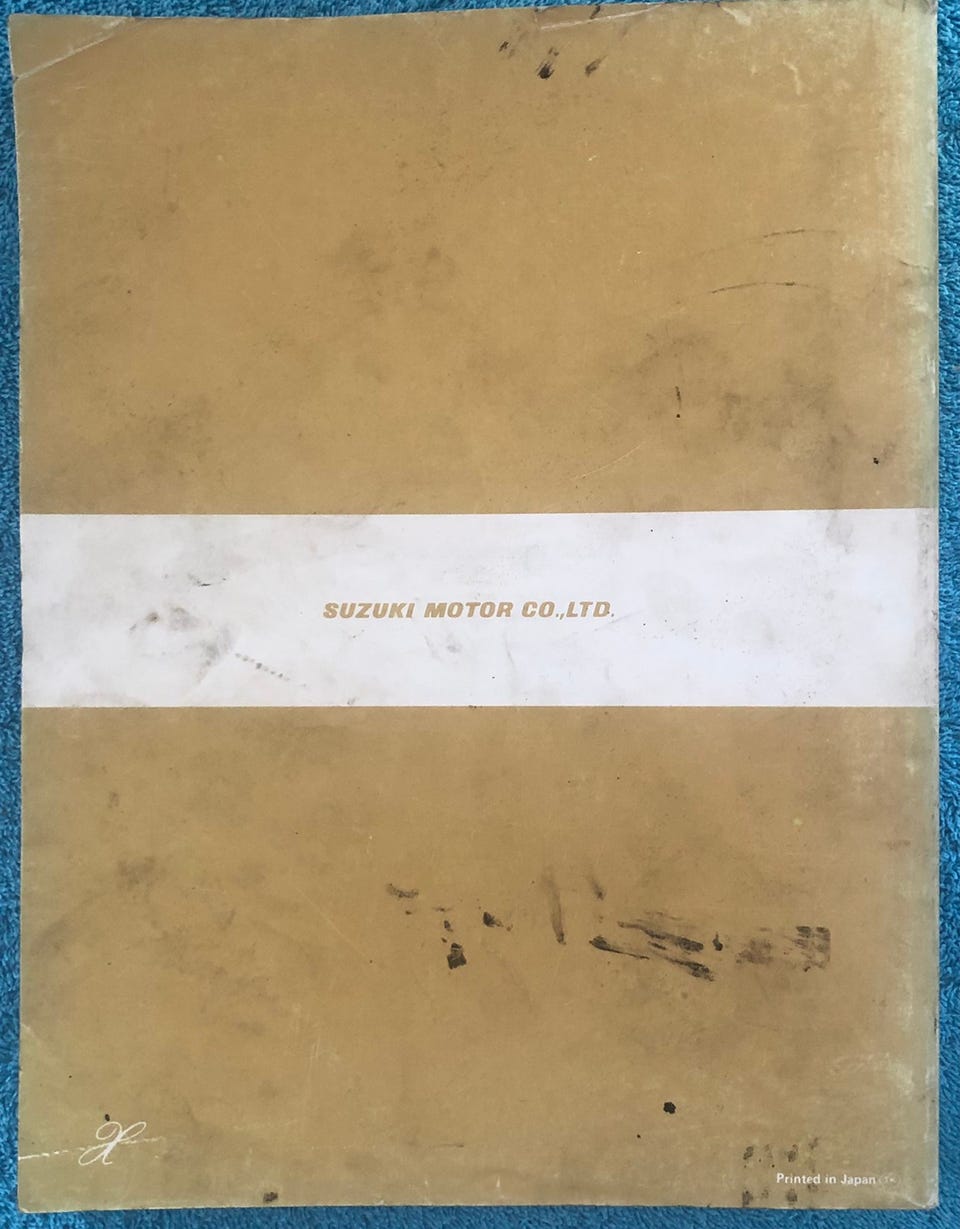 SUZUKI MOTOR CO.,LTD.
Printed in Japan